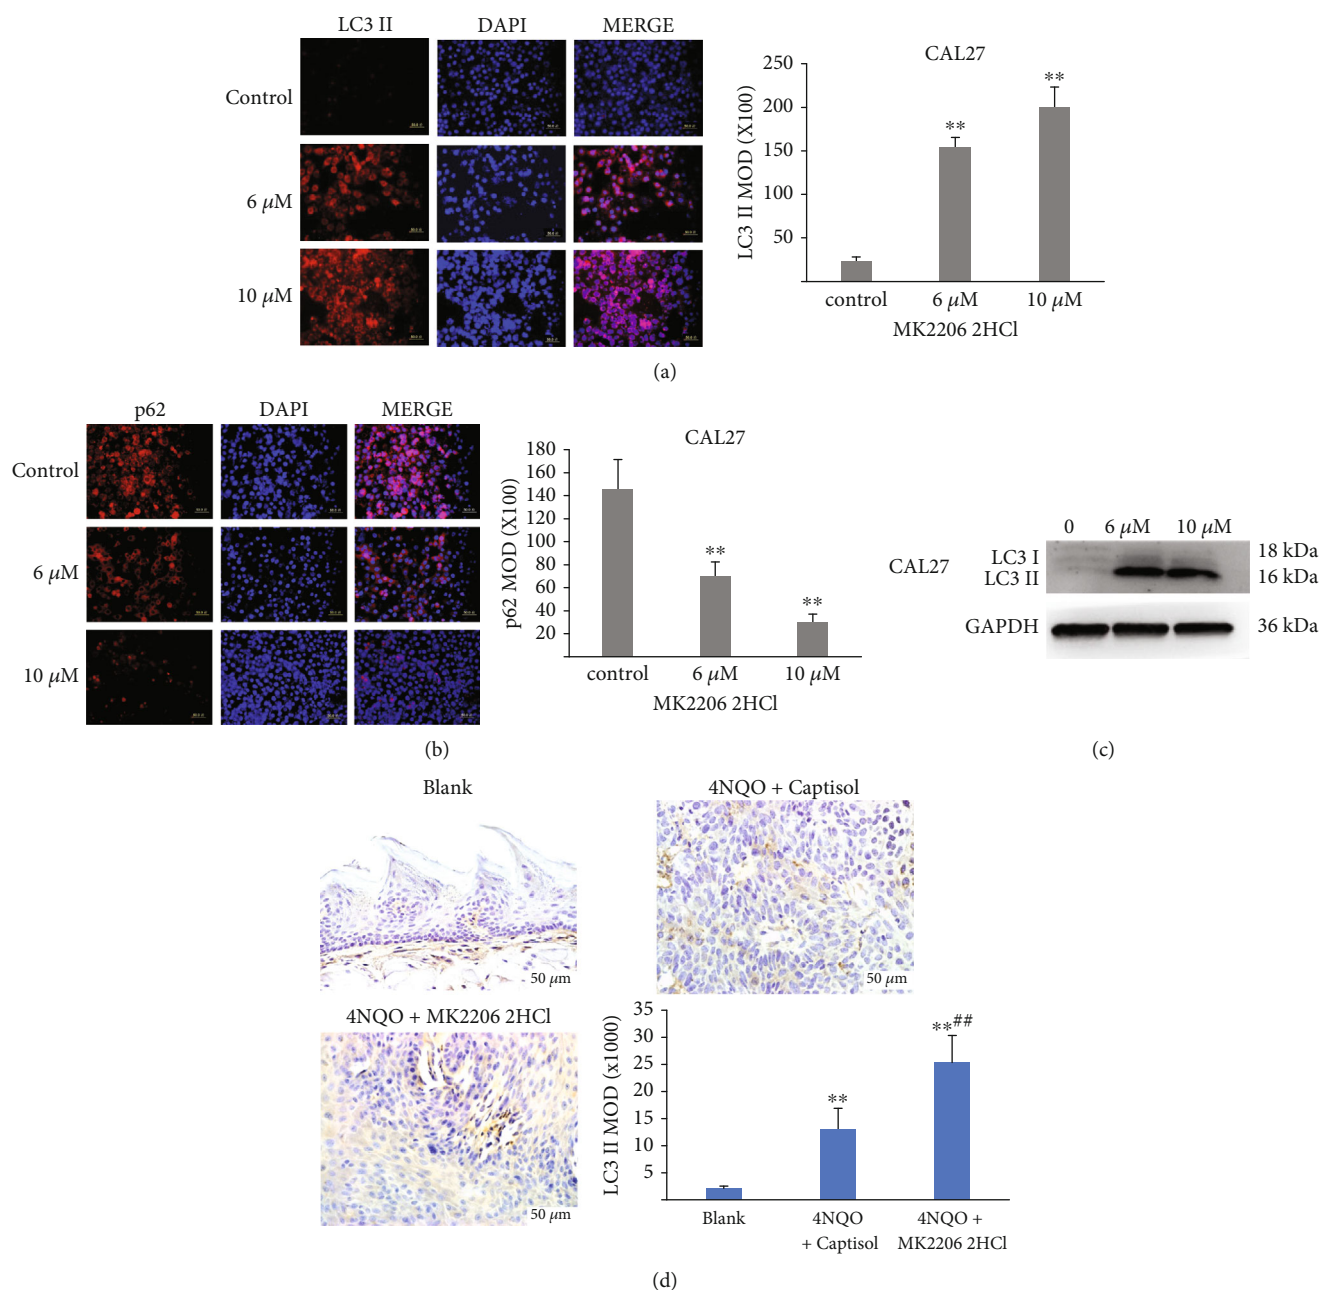 LC3 II DAPI MERGE
Control
6 μM
10 μM
CAL27
LC3 II MOD (X100)
250
200
150
100
50
** **
control 6 μM 10 μM
MK2206 2HCl
(a)
p62 DAPI MERGE
Control
6 μM
10 μM
CAL27
p62 MOD (X100)
180
160
140
120
100
80
60
40
20
** **
control 6 μM 10 μM
MK2206 2HCl
(b)
0 6 μM 10 μM
CAL27
LC3 I 18 kDa
LC3 II 16 kDa
GAPDH 36 kDa
(c)
Blank
50 μm
4NQO + Captisol
50 μm
4NQO + MK2206 2HCl
50 μm
LC3 II MOD (x1000)
35
30
25
20
15
10
5
** **##
Blank 4NQO + Captisol 4NQO + MK2206 2HCl
(d)